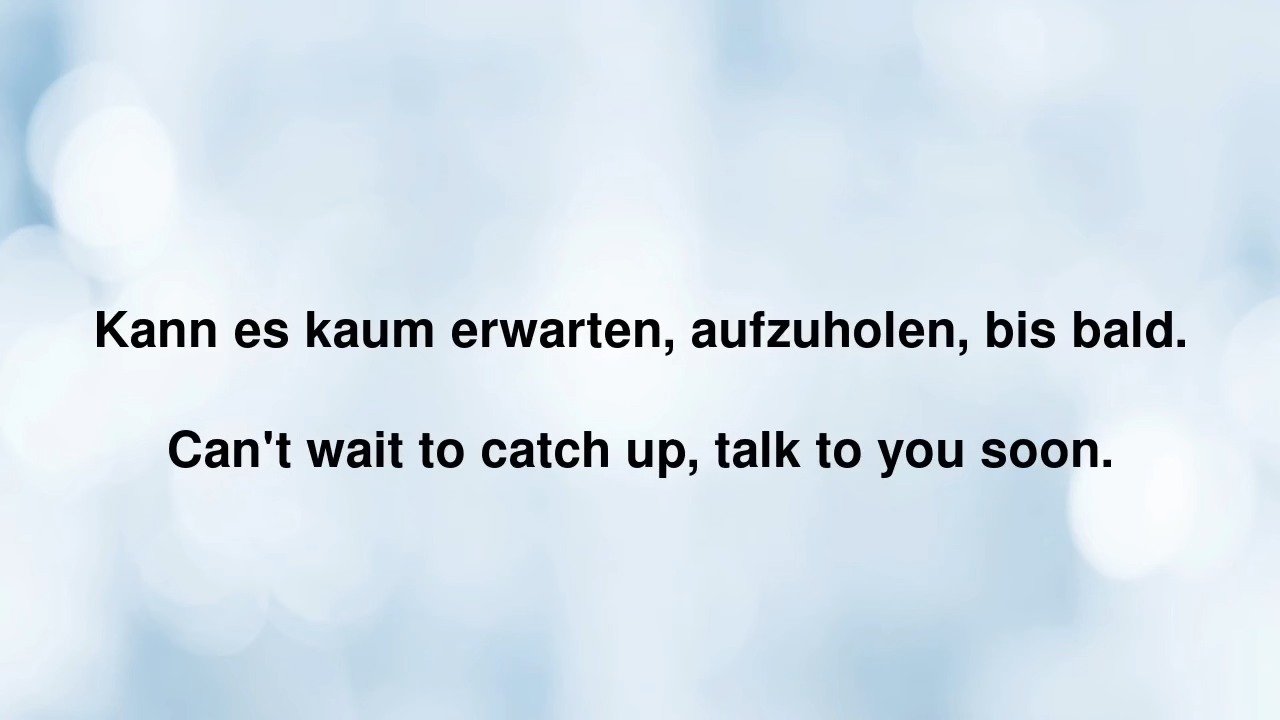 Kann es kaum erwarten, aufzuholen, bis bald.
Can't wait to catch up, talk to you soon.